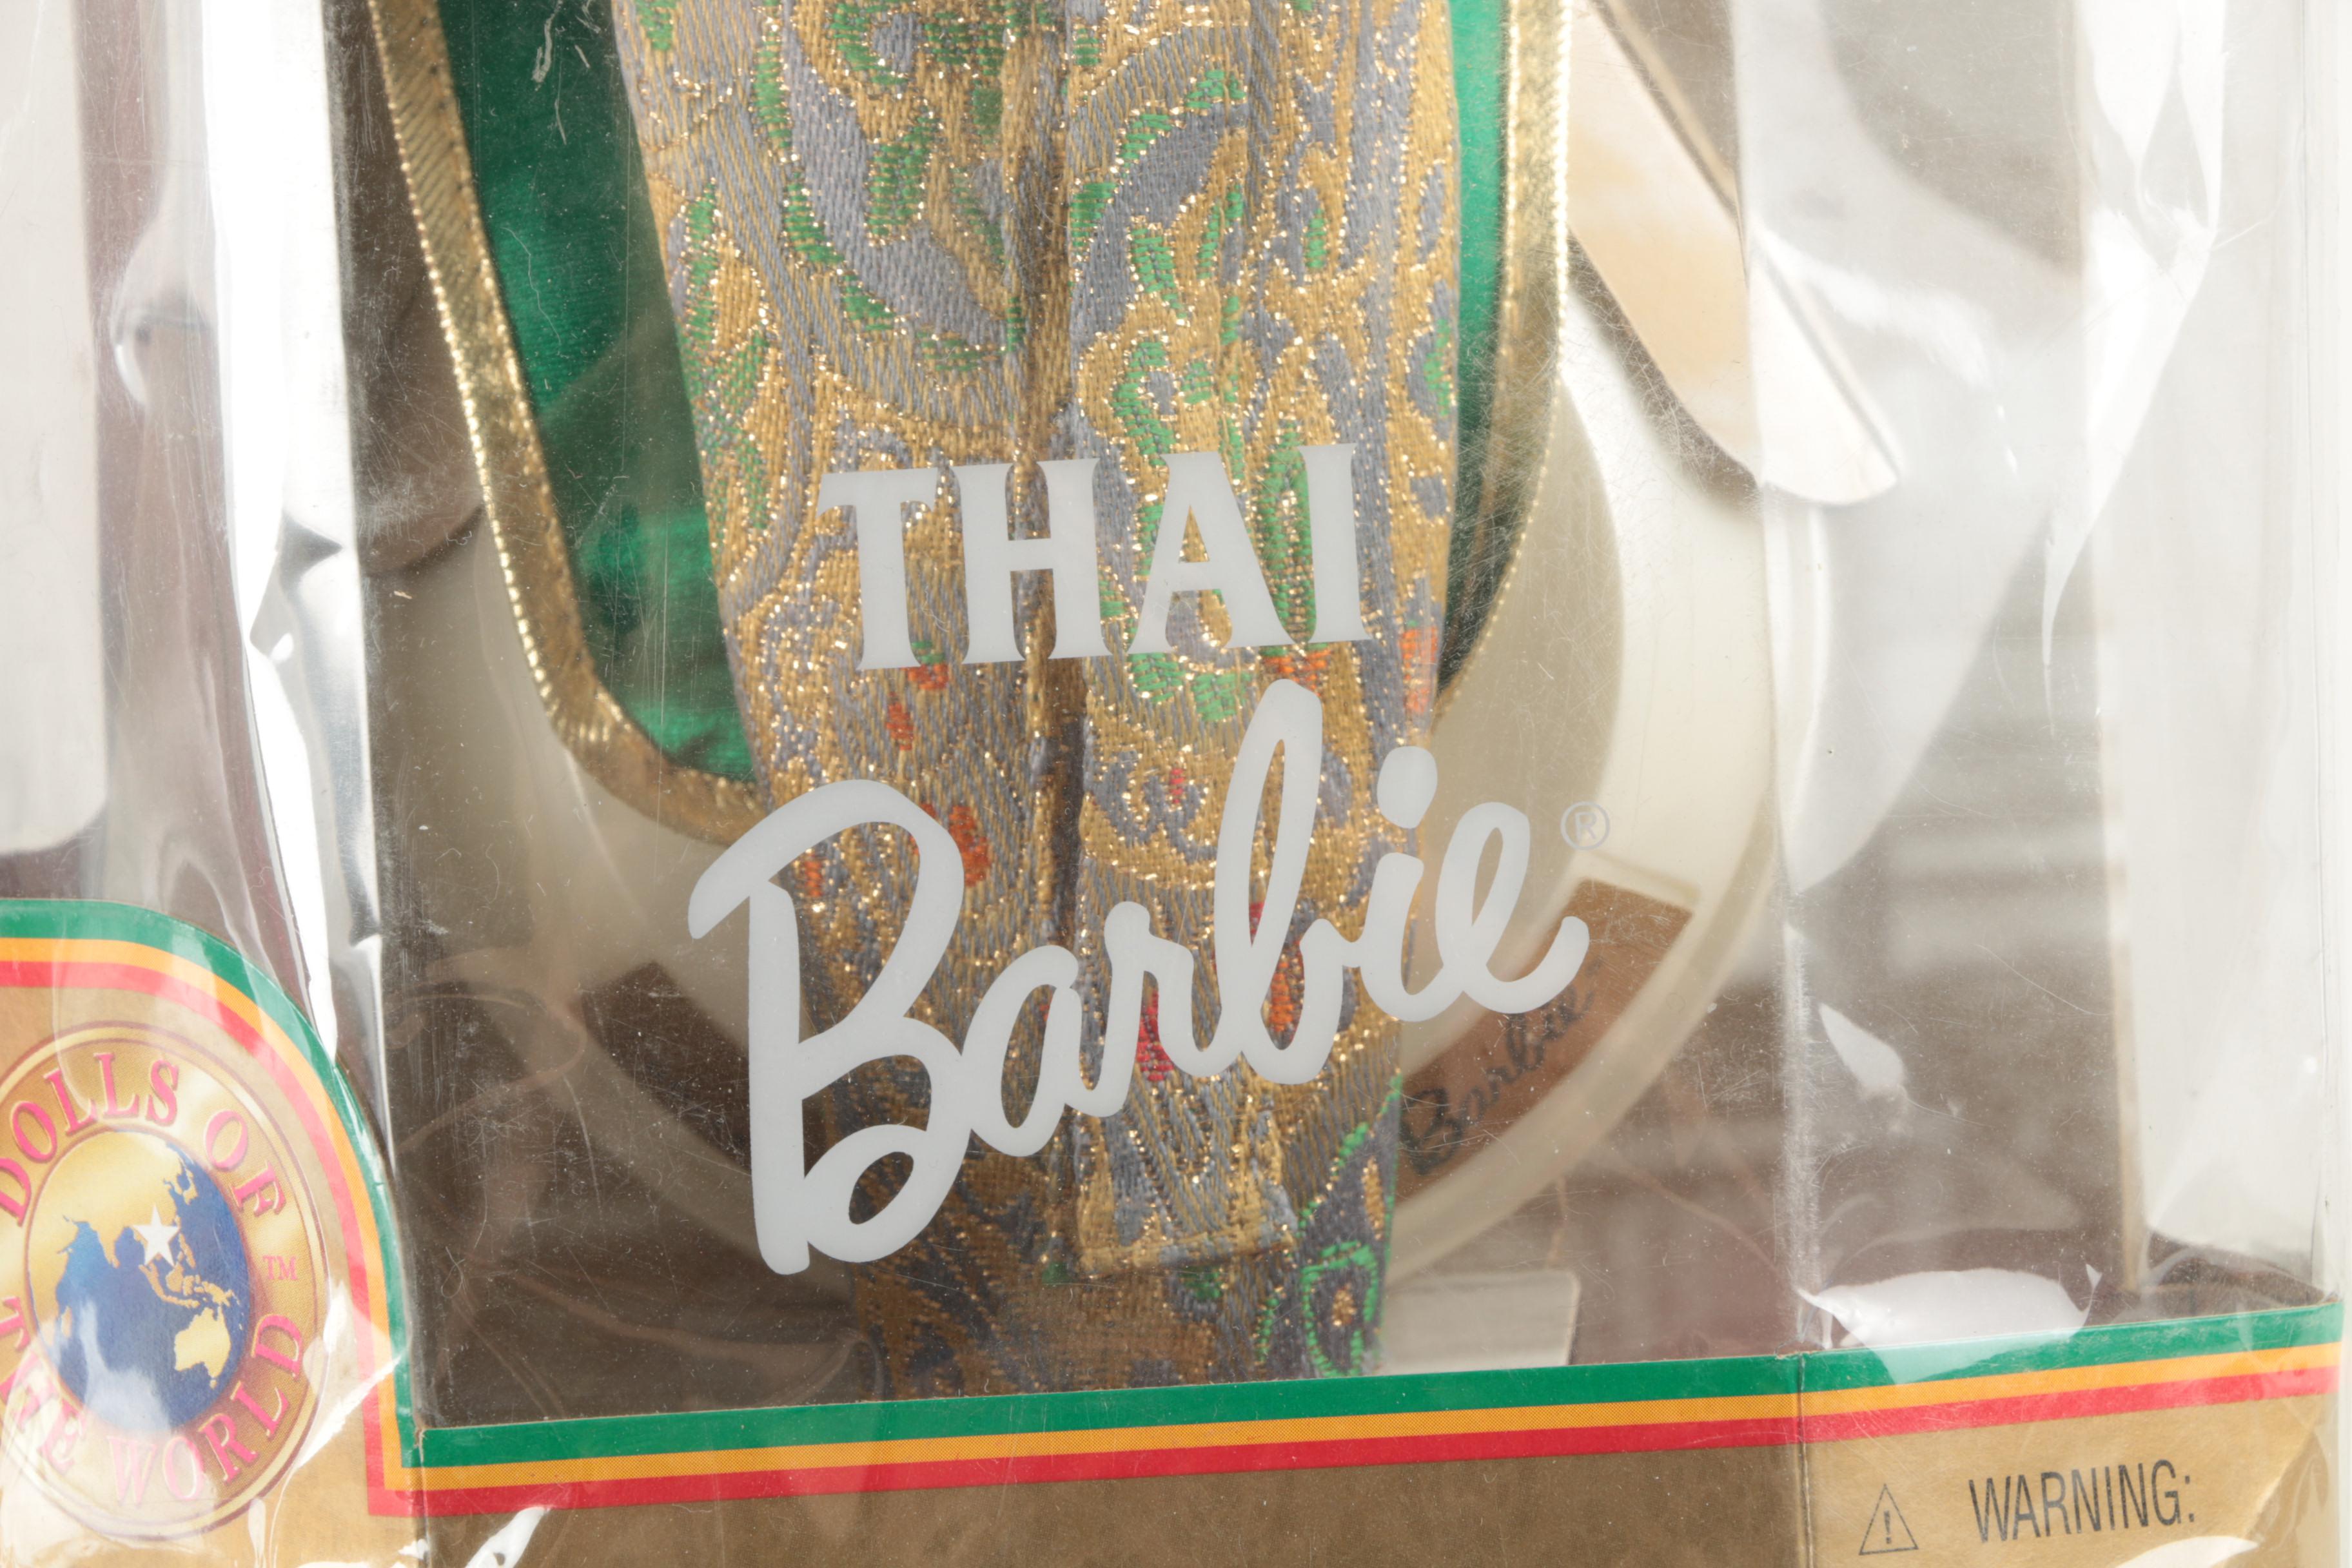 THAI
Barbie®
Barbie
DOLLS OF
THE WORLD
TM
WARNING: